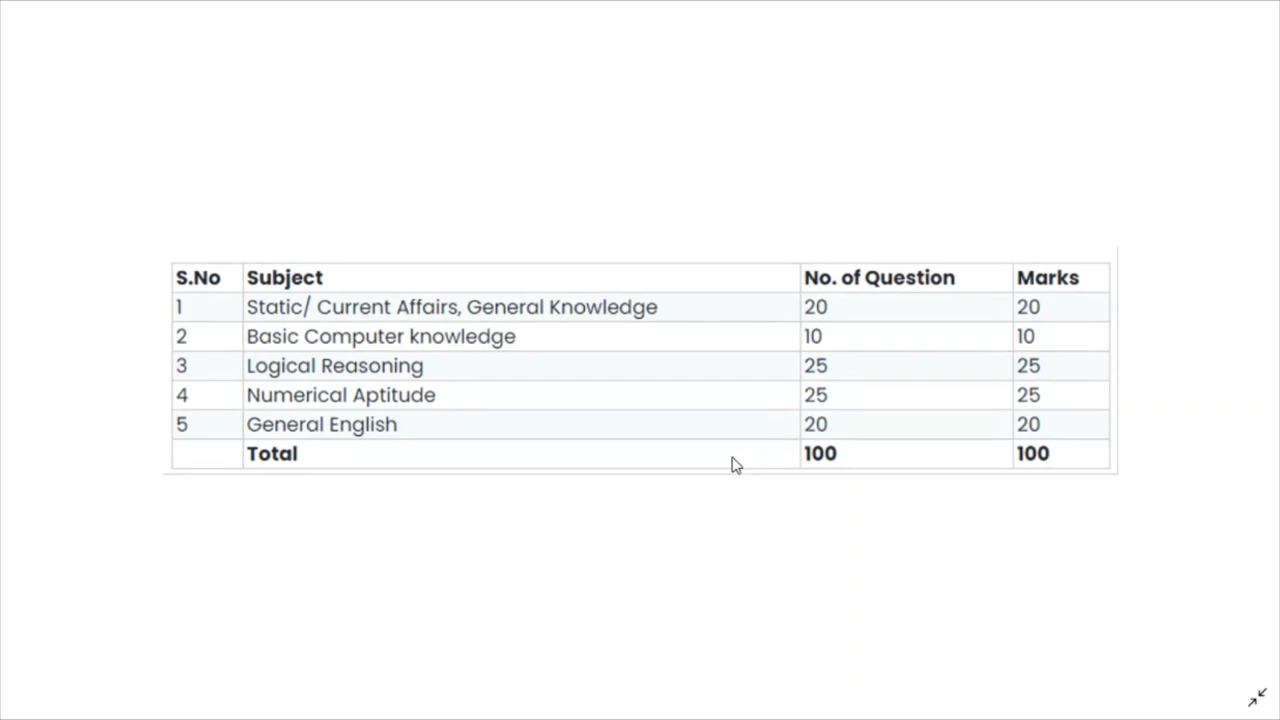 S.No Subject No. of Question Marks
1 Static/ Current Affairs, General Knowledge 20 20
2 Basic Computer knowledge 10 10
3 Logical Reasoning 25 25
4 Numerical Aptitude 25 25
5 General English 20 20
Total 100 100